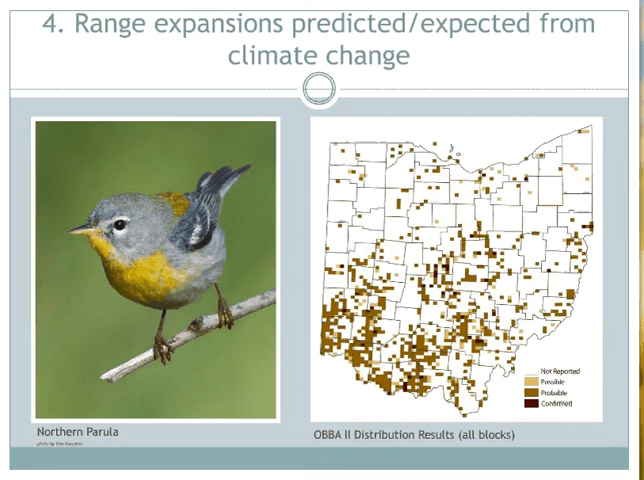 4. Range expansions predicted/expected from
climate change
Not Reported
Possible
Probable
Confirmed
Northern Parula
OBBA II Distribution Results (all blocks)